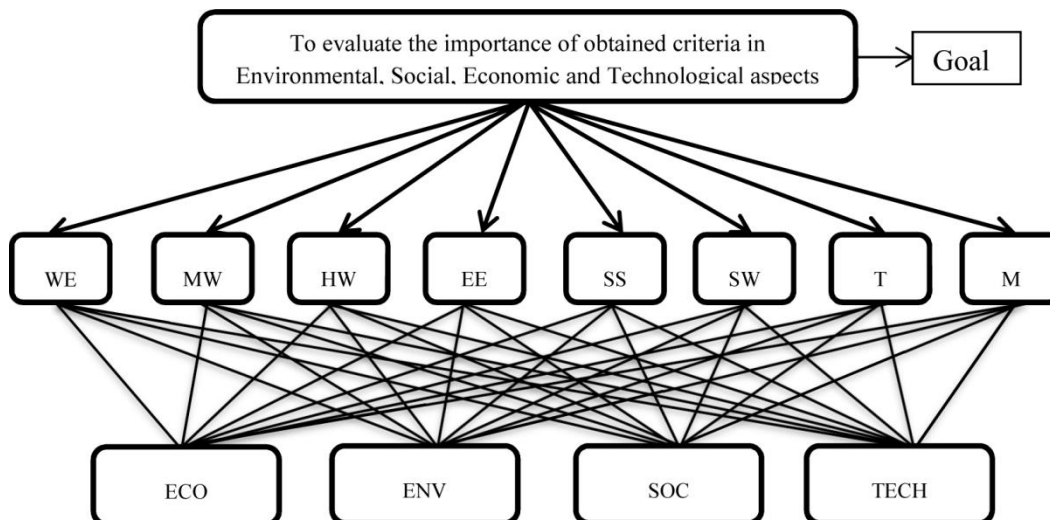 To evaluate the importance of obtained criteria in
Environmental, Social, Economic and Technological aspects
Goal
WE
MW
HW
EE
SS
SW
T
M
ECO
ENV
SOC
TECH